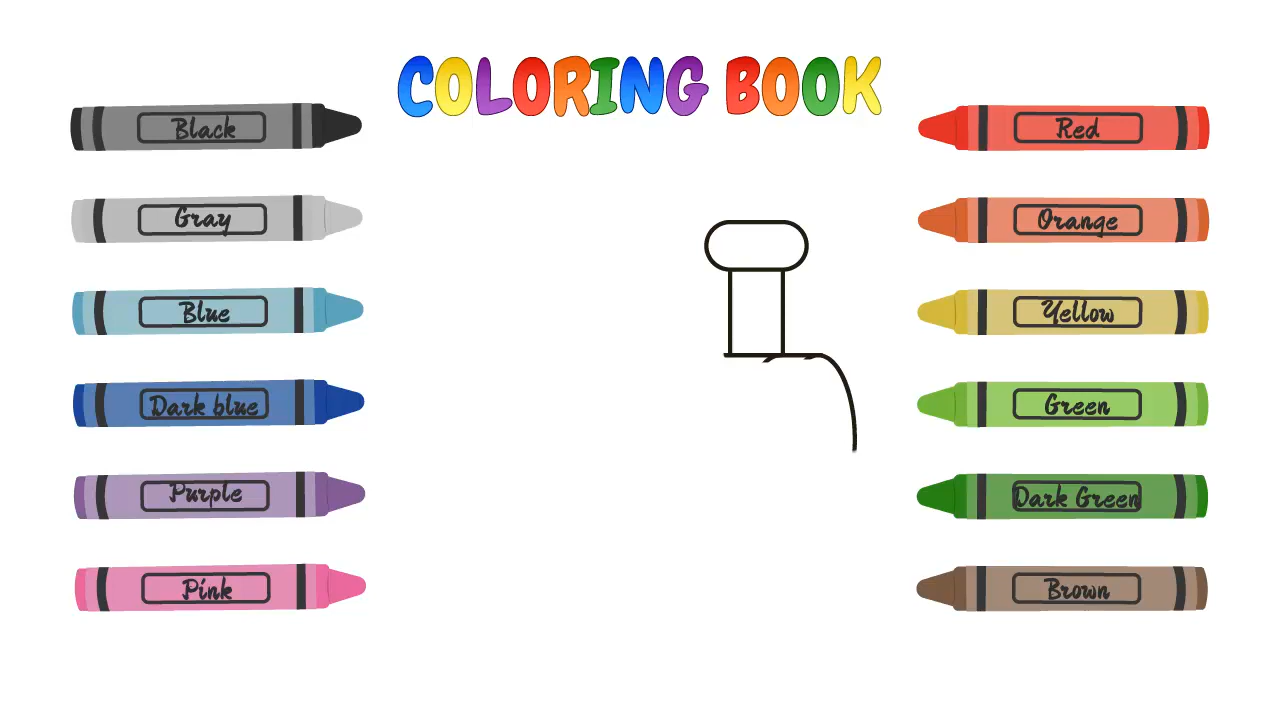 COLORING BOOK
Black
Red
Gray
Orange
Blue
Yellow
Dark blue
Green
Purple
Dark Green
Pink
Brown